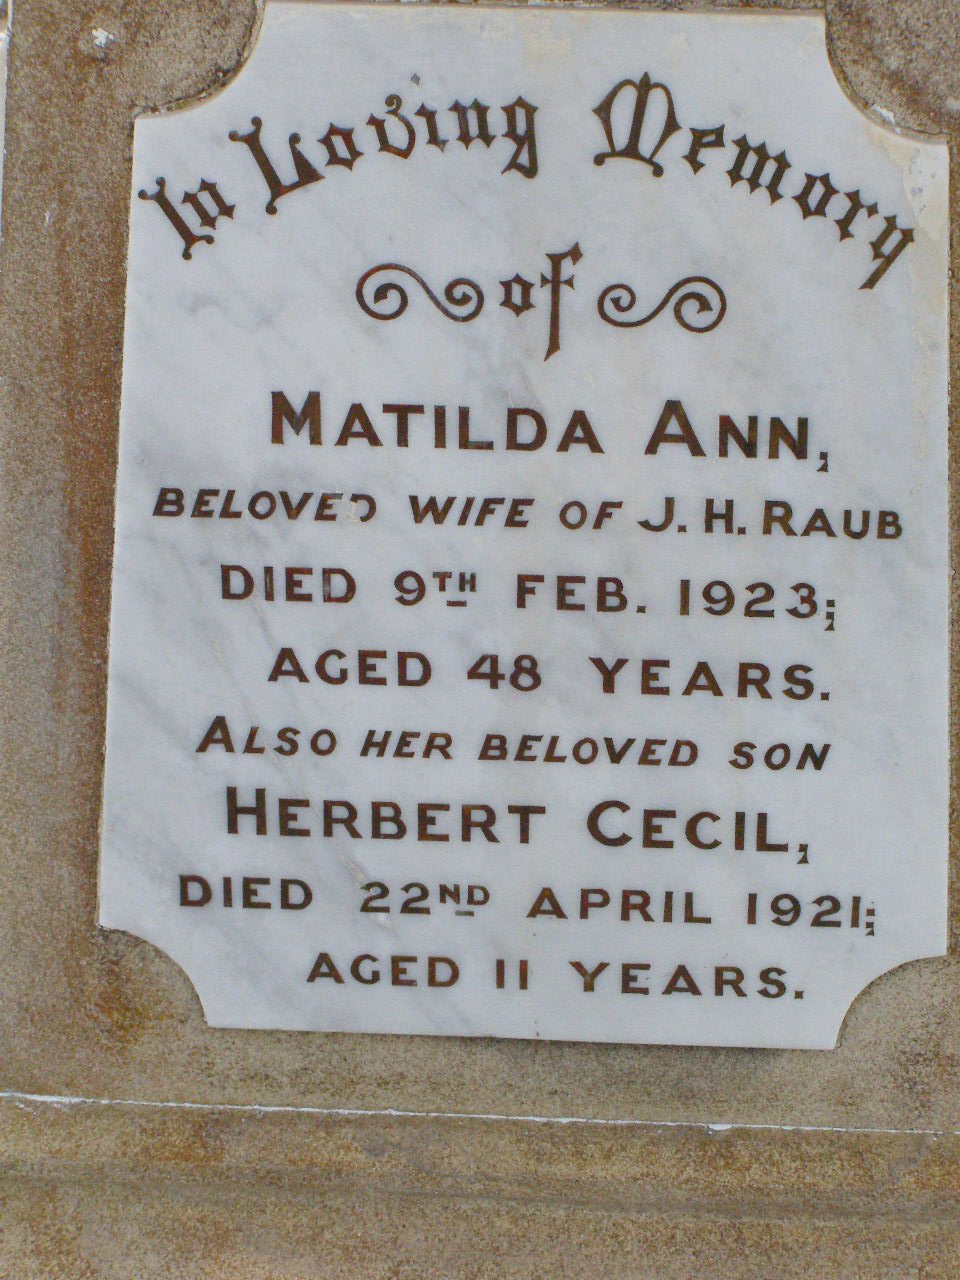 In Loving Memory
of
MATILDA ANN,
BELOVED WIFE OF J. H. RAUB
DIED 9TH FEB. 1923;
AGED 48 YEARS.
ALSO HER BELOVED SON
HERBERT CECIL,
DIED 22ND APRIL 1921;
AGED 11 YEARS.